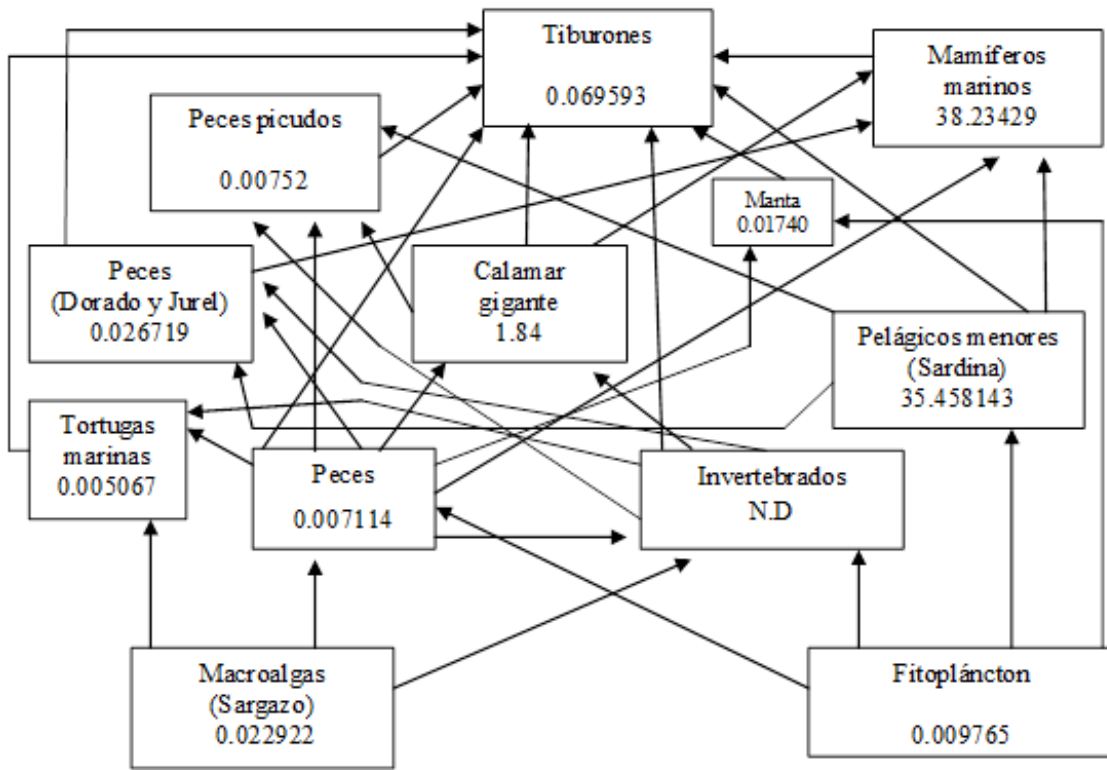 Tiburones
0.069593
Mamíferos
marinos
38.23429
Peces picudos
0.00752
Manta
0.01740
Peces
(Dorado y Jurel)
0.026719
Calamar
gigante
1.84
Pelágicos menores
(Sardina)
35.458143
Tortugas
marinas
0.005067
Peces
0.007114
Invertebrados
N.D
Macroalgas
(Sargazo)
0.022922
Fitopláncton
0.009765